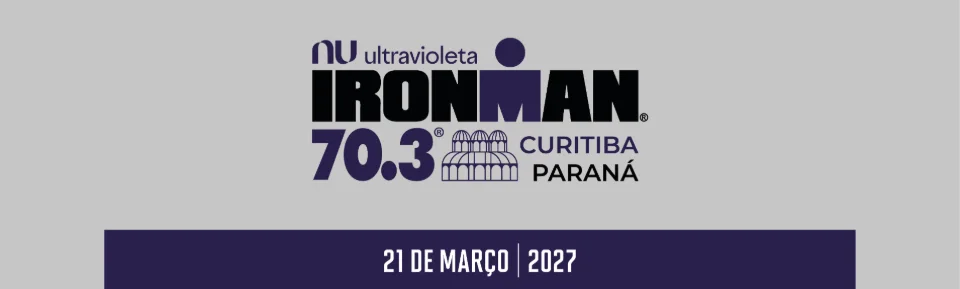 nu ultravioleta
IRONMAN®
70.3® CURITIBA
PARANÁ
21 DE MARÇO | 2027